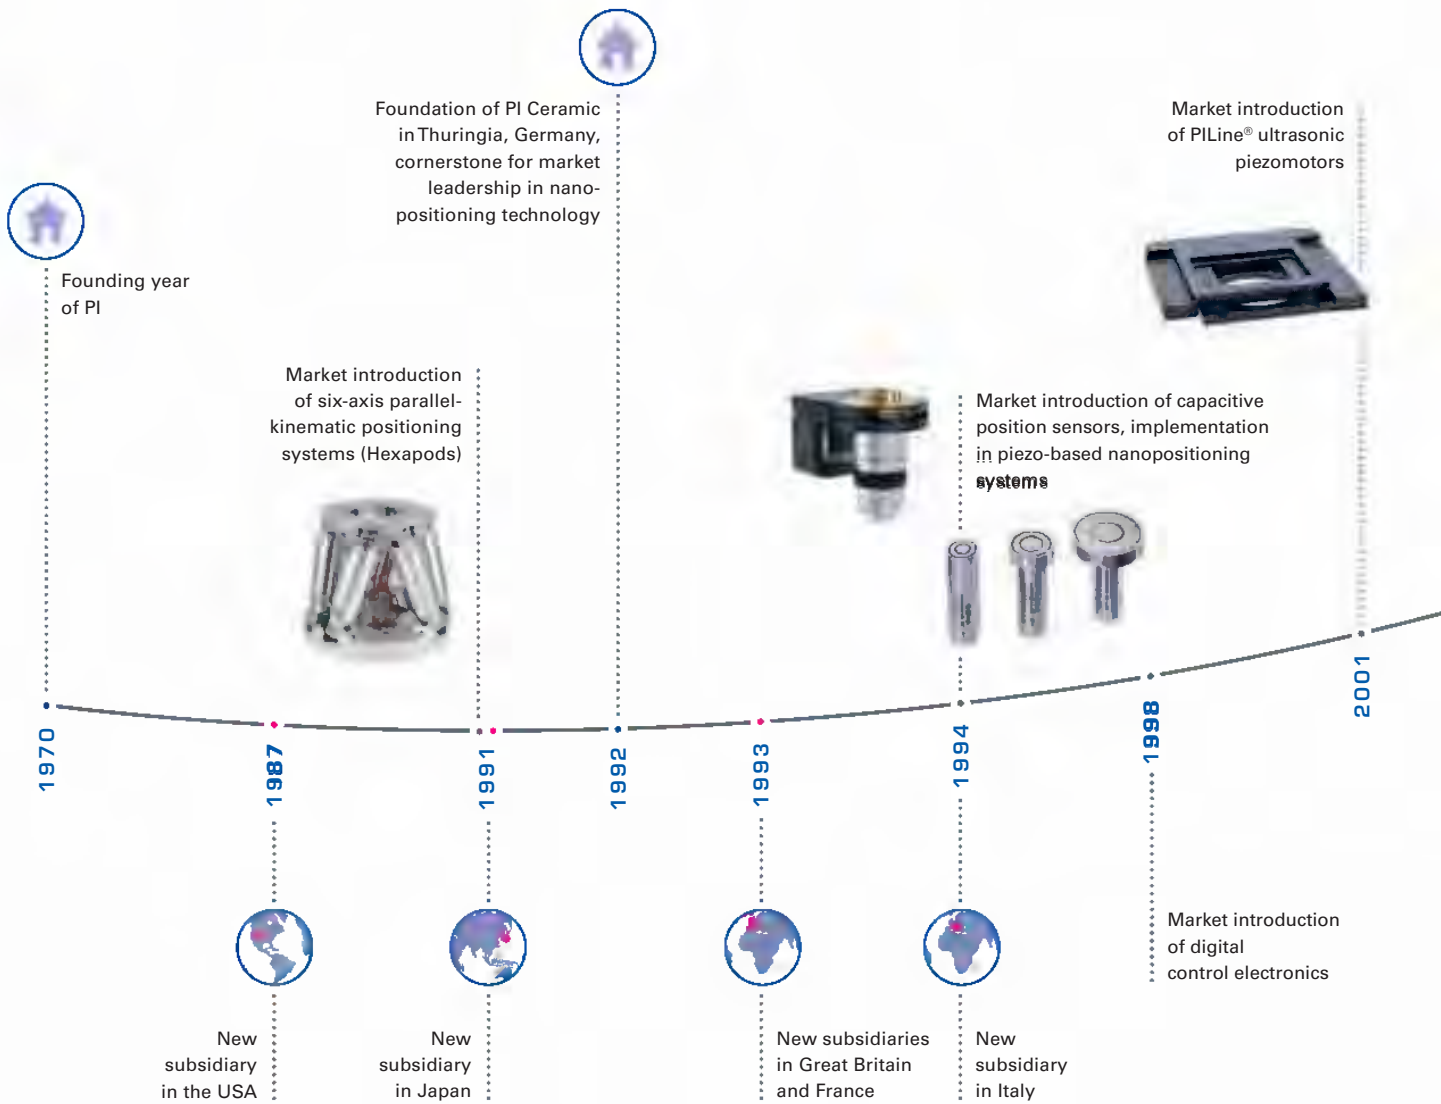 Foundation of PI Ceramic
in Thuringia, Germany,
cornerstone for market
leadership in nano-
positioning technology
Market introduction
of PILine® ultrasonic
piezomotors
Founding year
of PI
Market introduction
of six-axis parallel-
kinematic positioning
systems (Hexapods)
Market introduction of capacitive
position sensors, implementation
in piezo-based nanopositioning
systems
1970
1987
1991
1992
1993
1994
1998
2001
Market introduction
of digital
control electronics
New
subsidiary
in the USA
New
subsidiary
in Japan
New subsidiaries
in Great Britain
and France
New
subsidiary
in Italy